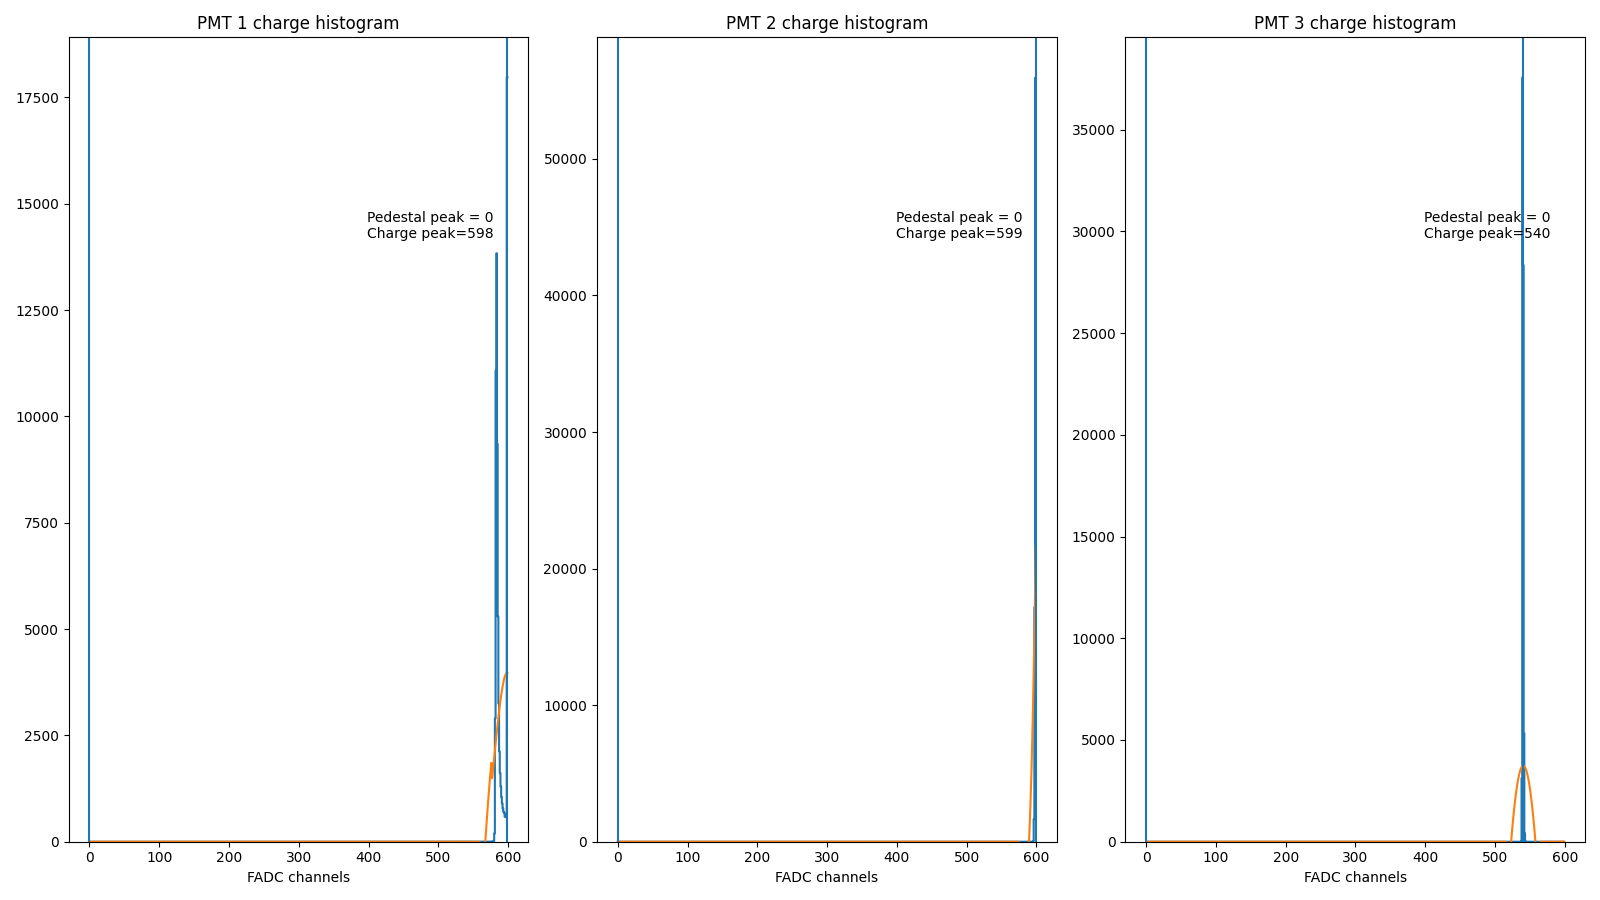 PMT 1 charge histogram
17500
15000
12500
10000
7500
5000
2500
0
Pedestal peak = 0
Charge peak=598
0 100 200 300 400 500 600
FADC channels
PMT 2 charge histogram
50000
40000
30000
20000
10000
0
Pedestal peak = 0
Charge peak=599
0 100 200 300 400 500 600
FADC channels
PMT 3 charge histogram
35000
30000
25000
20000
15000
10000
5000
0
Pedestal peak = 0
Charge peak=540
0 100 200 300 400 500 600
FADC channels